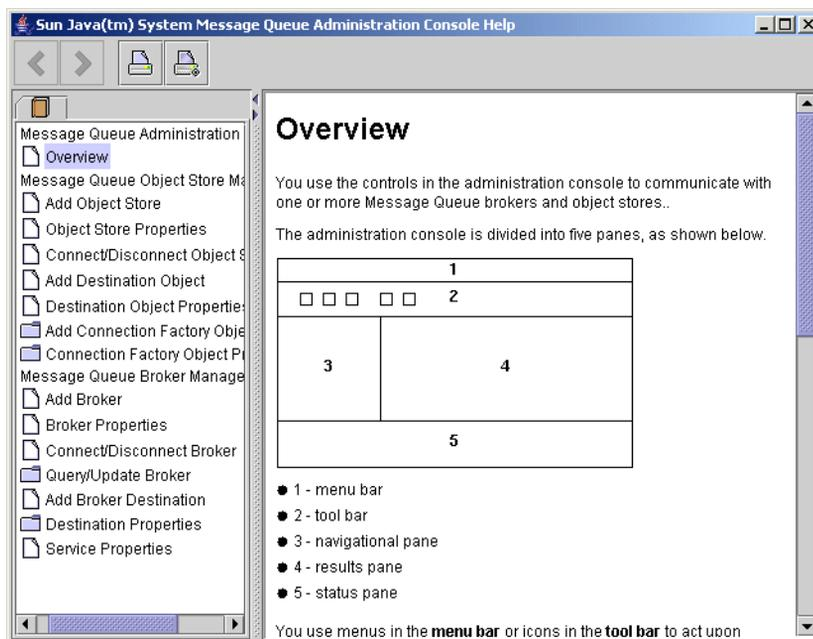 Sun Java(tm) System Message Queue Administration Console Help
Message Queue Administration
Overview
Message Queue Object Store Ma
Add Object Store
Object Store Properties
Connect/Disconnect Object S
Add Destination Object
Destination Object Properties
Add Connection Factory Obje
Connection Factory Object Pr
Message Queue Broker Manage
Add Broker
Broker Properties
Connect/Disconnect Broker
Query/Update Broker
Add Broker Destination
Destination Properties
Service Properties
Overview
You use the controls in the administration console to communicate with
one or more Message Queue brokers and object stores..
The administration console is divided into five panes, as shown below.
1
2
3
4
5
1 - menu bar
2 - tool bar
3 - navigational pane
4 - results pane
5 - status pane
You use menus in the menu bar or icons in the tool bar to act upon